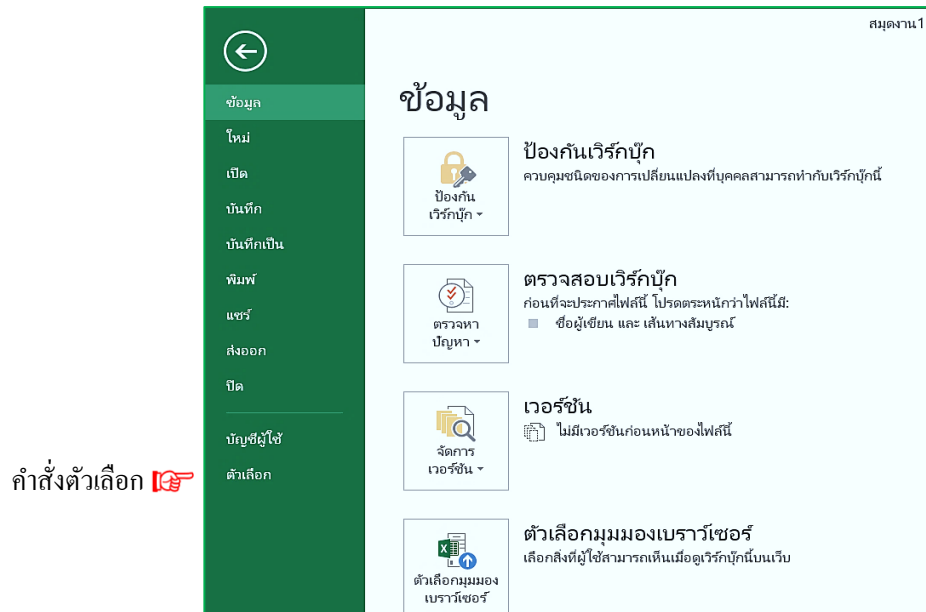 สมุดงาน1
ข้อมูล
ใหม่
เปิด
บันทึก
บันทึกเป็น
พิมพ์
แชร์
ส่งออก
ปิด
บัญชีผู้ใช้
ตัวเลือก
คำสั่งตัวเลือก
ข้อมูล
ป้องกัน
เวิร์กบุ๊ก
ป้องกันเวิร์กบุ๊ก
ควบคุมชนิดของการเปลี่ยนแปลงที่บุคคลสามารถทำกับเวิร์กบุ๊กนี้
ตรวจหา
ปัญหา
ตรวจสอบเวิร์กบุ๊ก
ก่อนที่จะประกาศไฟล์นี้ โปรดตระหนักว่าไฟล์นี้มี:
ชื่อผู้เขียน และ เส้นทางสัมบูรณ์
จัดการ
เวอร์ชัน
เวอร์ชัน
ไม่มีเวอร์ชันก่อนหน้าของไฟล์นี้
ตัวเลือกมุมมอง
เบราว์เซอร์
ตัวเลือกมุมมองเบราว์เซอร์
เลือกสิ่งที่ผู้ใช้สามารถเห็นเมื่อดูเวิร์กบุ๊กนี้บนเว็บ